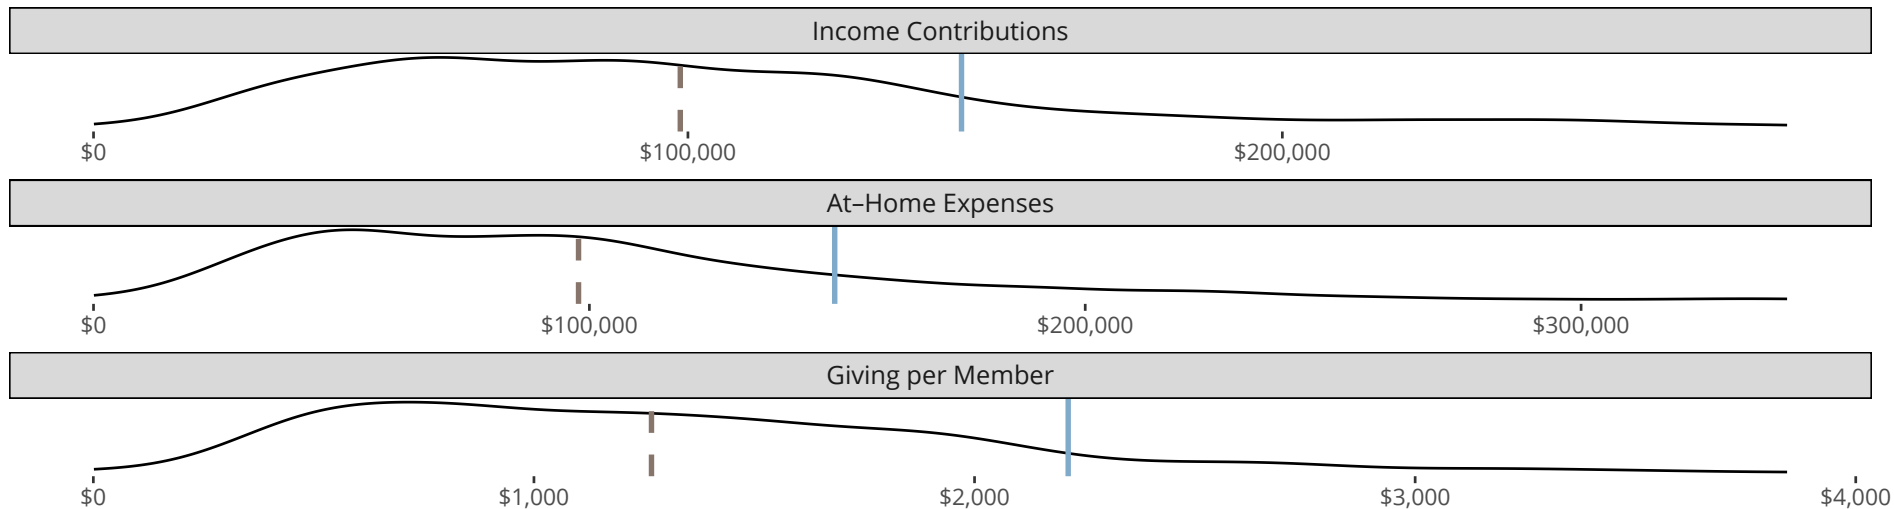 Income Contributions
$0 $100,000 $200,000
At–Home Expenses
$0 $100,000 $200,000 $300,000
Giving per Member
$0 $1,000 $2,000 $3,000 $4,000